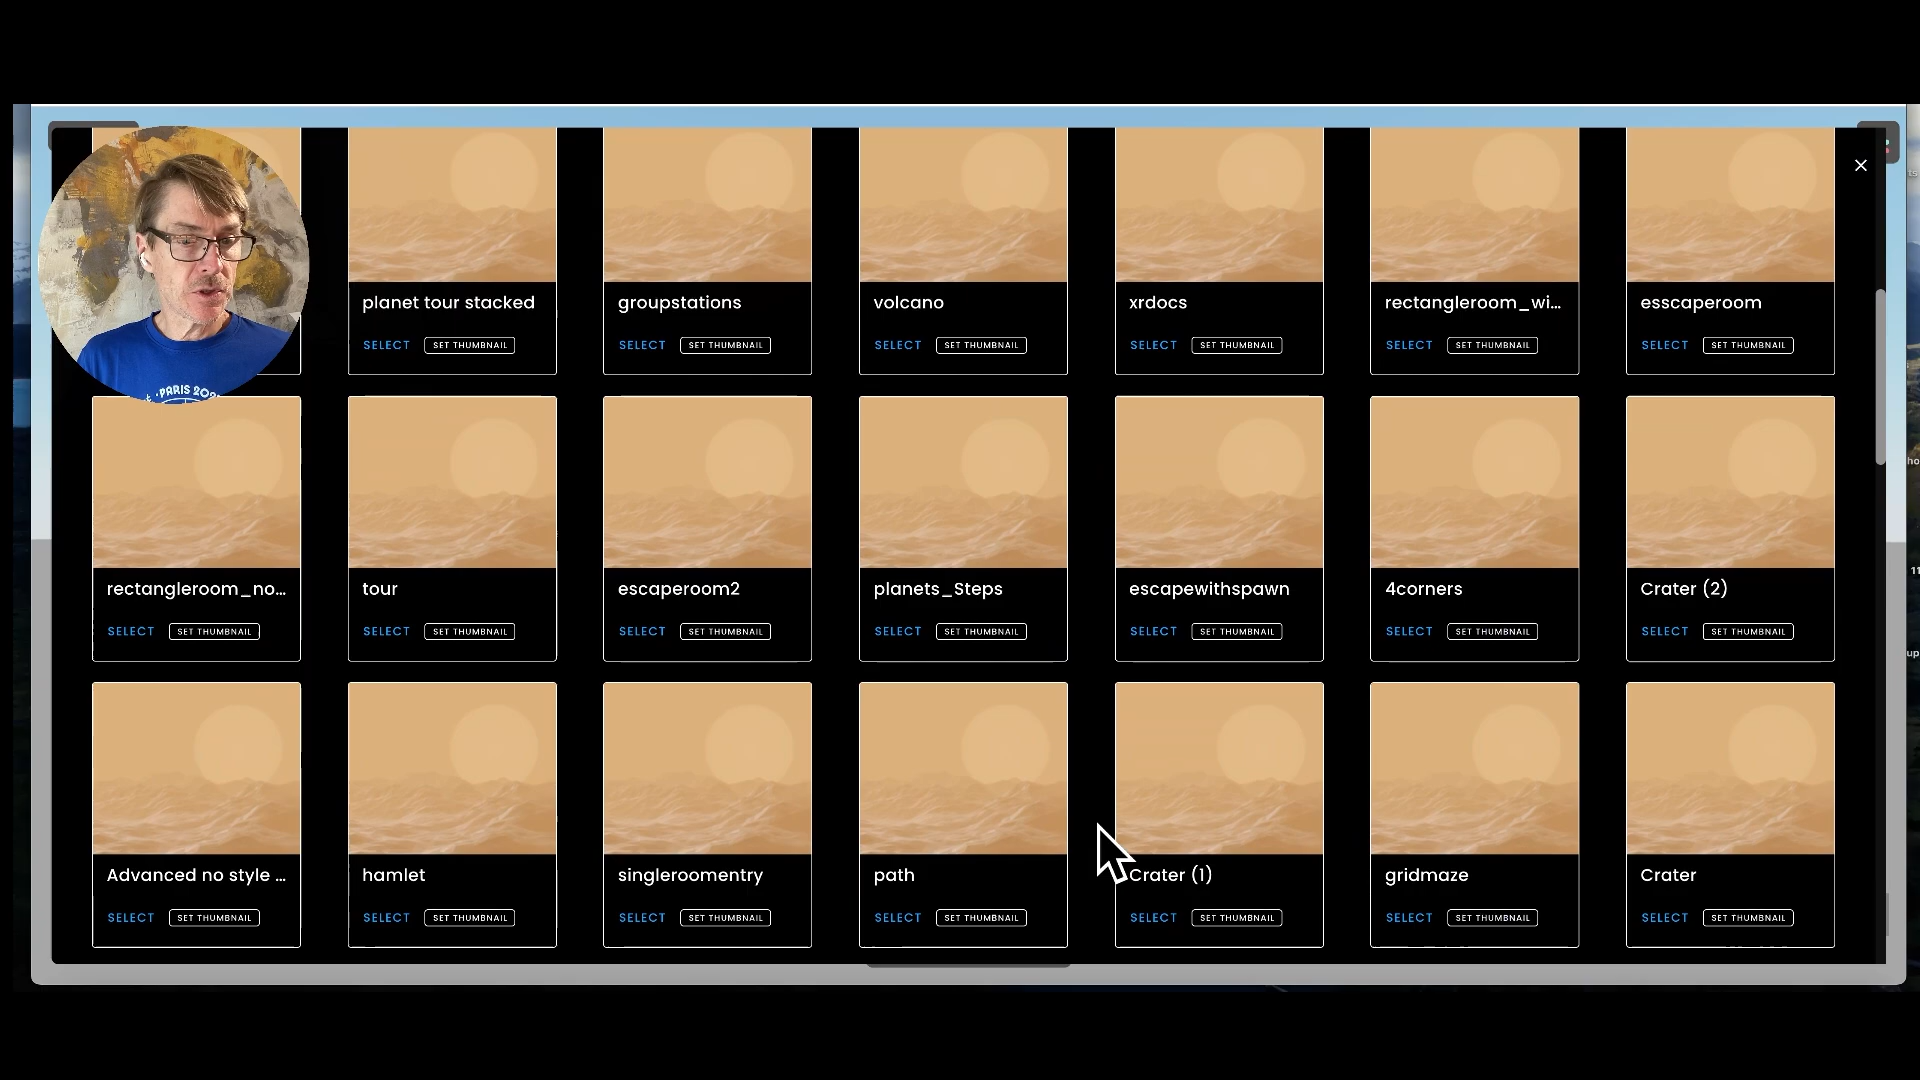 planet tour stacked
groupstations
volcano
xrdocs
rectangleroom_wi...
esscaperoom
SELECT SET THUMBNAIL
SELECT SET THUMBNAIL
SELECT SET THUMBNAIL
SELECT SET THUMBNAIL
SELECT SET THUMBNAIL
SELECT SET THUMBNAIL
PARIS
rectangleroom_no...
tour
escaperoom2
planets_Steps
escapewithspawn
4corners
Crater (2)
SELECT SET THUMBNAIL
SELECT SET THUMBNAIL
SELECT SET THUMBNAIL
SELECT SET THUMBNAIL
SELECT SET THUMBNAIL
SELECT SET THUMBNAIL
SELECT SET THUMBNAIL
Advanced no style ...
hamlet
singleroomentry
path
Crater (1)
gridmaze
Crater
SELECT SET THUMBNAIL
SELECT SET THUMBNAIL
SELECT SET THUMBNAIL
SELECT SET THUMBNAIL
SELECT SET THUMBNAIL
SELECT SET THUMBNAIL
SELECT SET THUMBNAIL